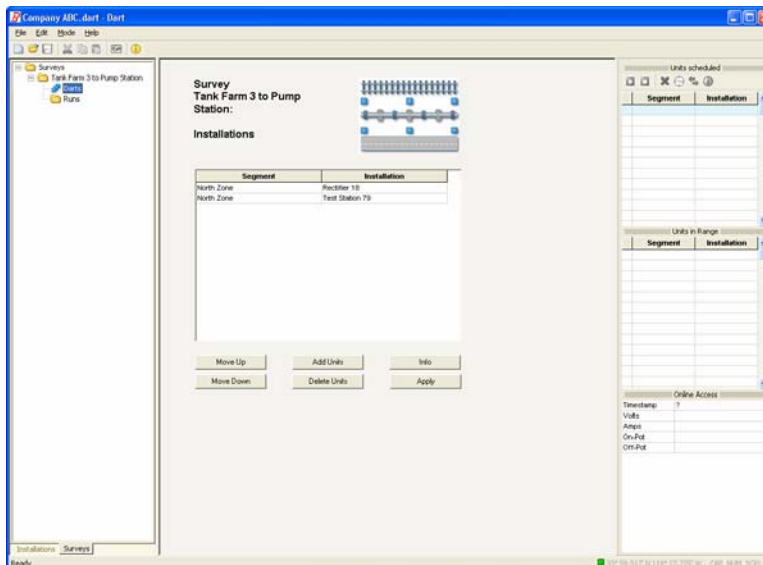 Company ABC.dart - Dart
File Edit Mode Help
Surveys
Tank Farm 3 to Pump Station
Darts
Runs
Survey
Tank Farm 3 to Pump
Station:
Installations
Segment Installation
North Zone Rectifier 18
North Zone Test Station 79
Move Up Add Units Info
Move Down Delete Units Apply
Units scheduled
Segment Installation
Units in Range
Segment Installation
Online Access
Timestamp ?
Volts
Amps
On-Pot
Off-Pot
Installations Surveys
Ready